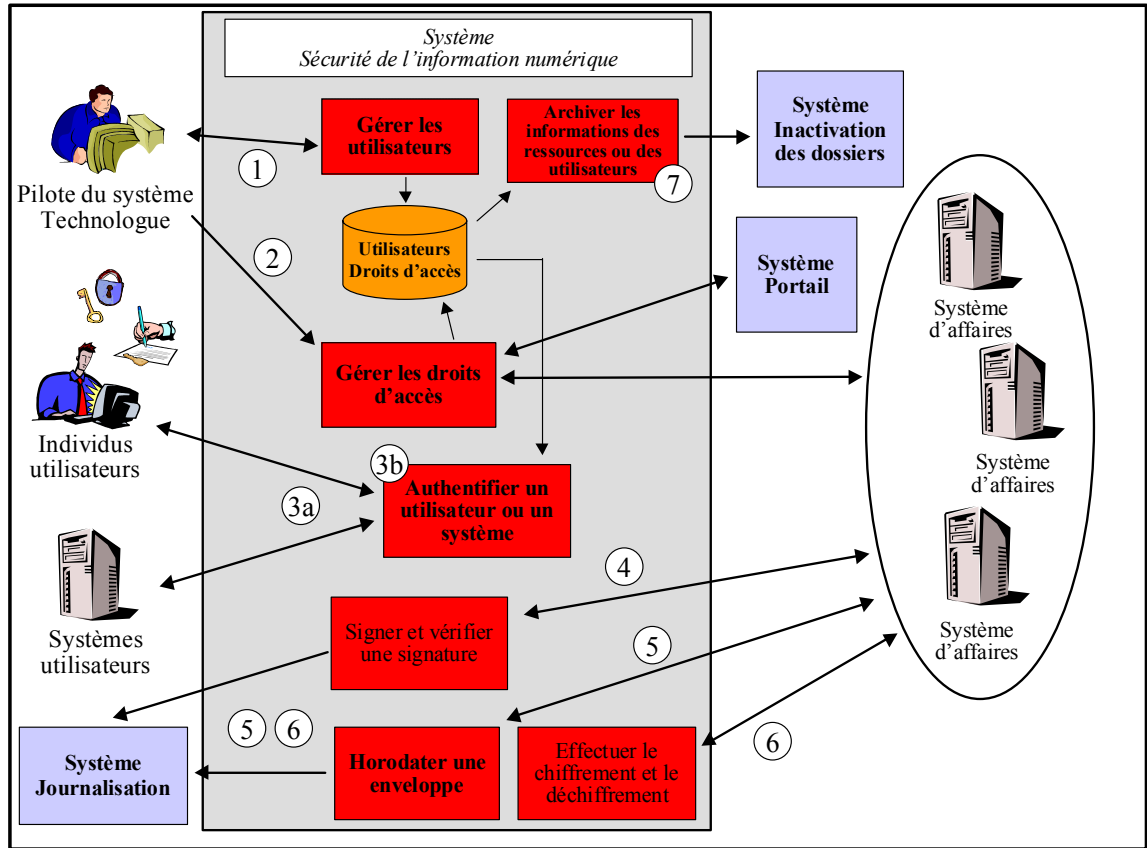 Système
Sécurité de l’information numérique
Gérer les
utilisateurs
Archiver les
informations des
ressources ou des
utilisateurs
7
Système
Inactivation
des dossiers
1
Pilote du système
Technologue
2
Utilisateurs
Droits d’accès
Système
Portail
Système
d’affaires
Gérer les droits
d’accès
Individus
utilisateurs
3a
3b
Authentifier un
utilisateur ou un
système
Système
d’affaires
4
Systèmes
utilisateurs
Signer et vérifier
une signature
5
Système
d’affaires
5 6
Système
Journalisation
Horodater une
enveloppe
Effectuer le
chiffrement et le
déchiffrement
6